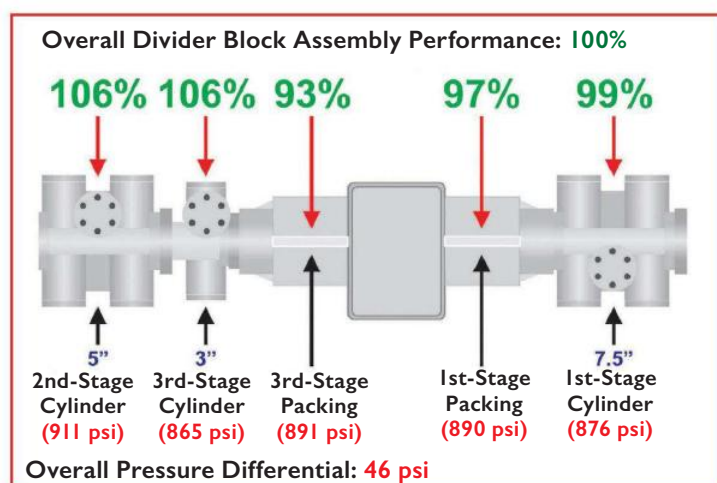 Overall Divider Block Assembly Performance: 100%
106% 106% 93% 97% 99%
5” 3” 7.5”
2nd-Stage 3rd-Stage 3rd-Stage 1st-Stage 1st-Stage
Cylinder Cylinder Packing Packing Cylinder
(911 psi) (865 psi) (891 psi) (890 psi) (876 psi)
Overall Pressure Differential: 46 psi